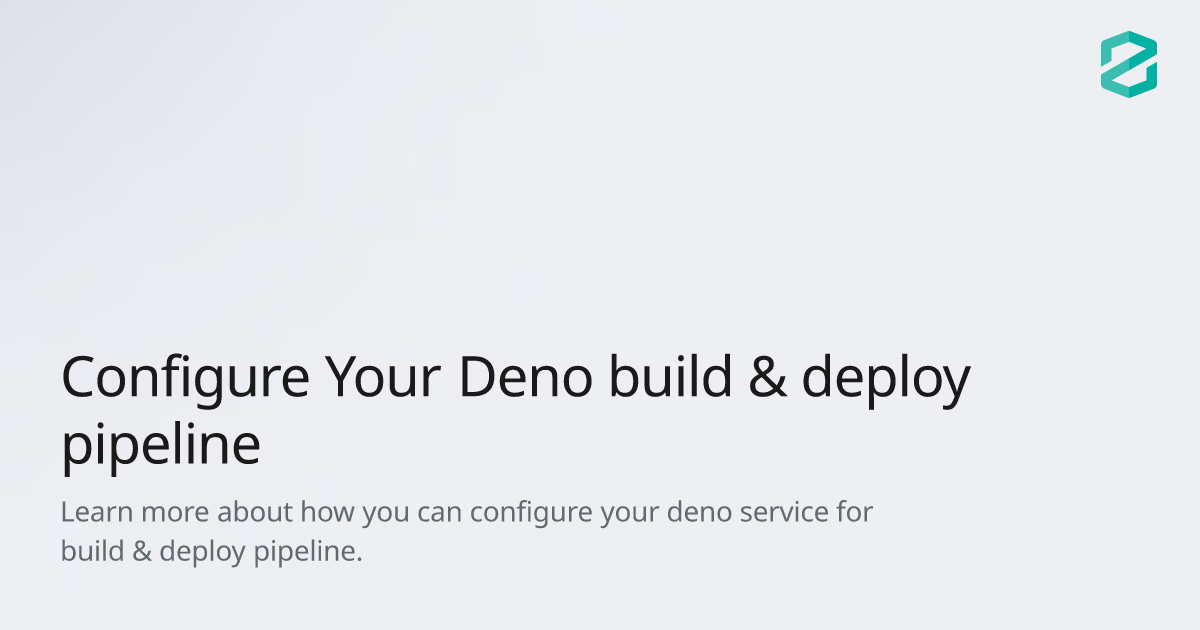 Configure Your Deno build & deploy
pipeline
Learn more about how you can configure your deno service for
build & deploy pipeline.